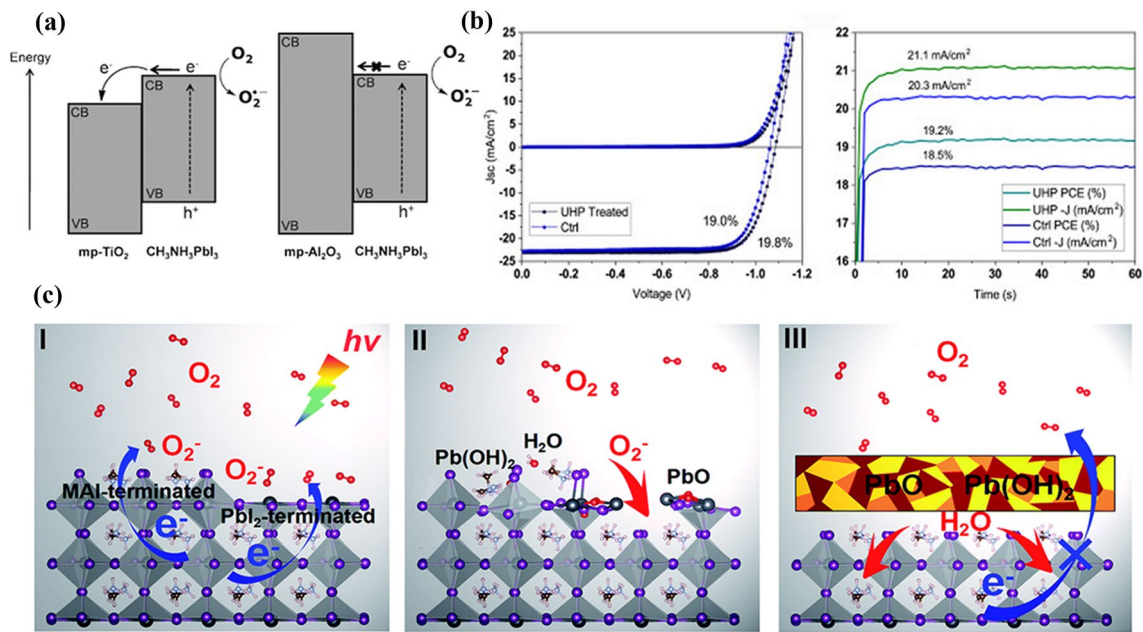 (a)
Energy
CB
VB
e⁻
CB
e⁻
VB
h⁺
O₂
O₂•⁻
mp-TiO₂
CH₃NH₃PbI₃
CB
VB
e⁻
CB
VB
h⁺
O₂
O₂•⁻
mp-Al₂O₃
CH₃NH₃PbI₃
(b)
Jsc (mA/cm²)
25
20
15
10
5
0
-5
-10
-15
-20
-25
-30
UHP Treated
Ctrl
19.0%
19.8%
0.0
-0.2
-0.4
-0.6
-0.8
-1.0
-1.2
Voltage (V)
22
21
20
19
18
17
16
21.1 mA/cm²
20.3 mA/cm²
19.2%
18.5%
UHP PCE (%)
UHP -J (mA/cm²)
Ctrl PCE (%)
Ctrl -J (mA/cm²)
0
10
20
30
40
50
60
Time (s)
(c)
I
hv
O₂
O₂⁻
O₂⁻
MAI-terminated
PbI₂-terminated
e⁻
e⁻
II
O₂
H₂O
O₂⁻
Pb(OH)₂
PbO
III
O₂
PbO
Pb(OH)₂
H₂O
e⁻